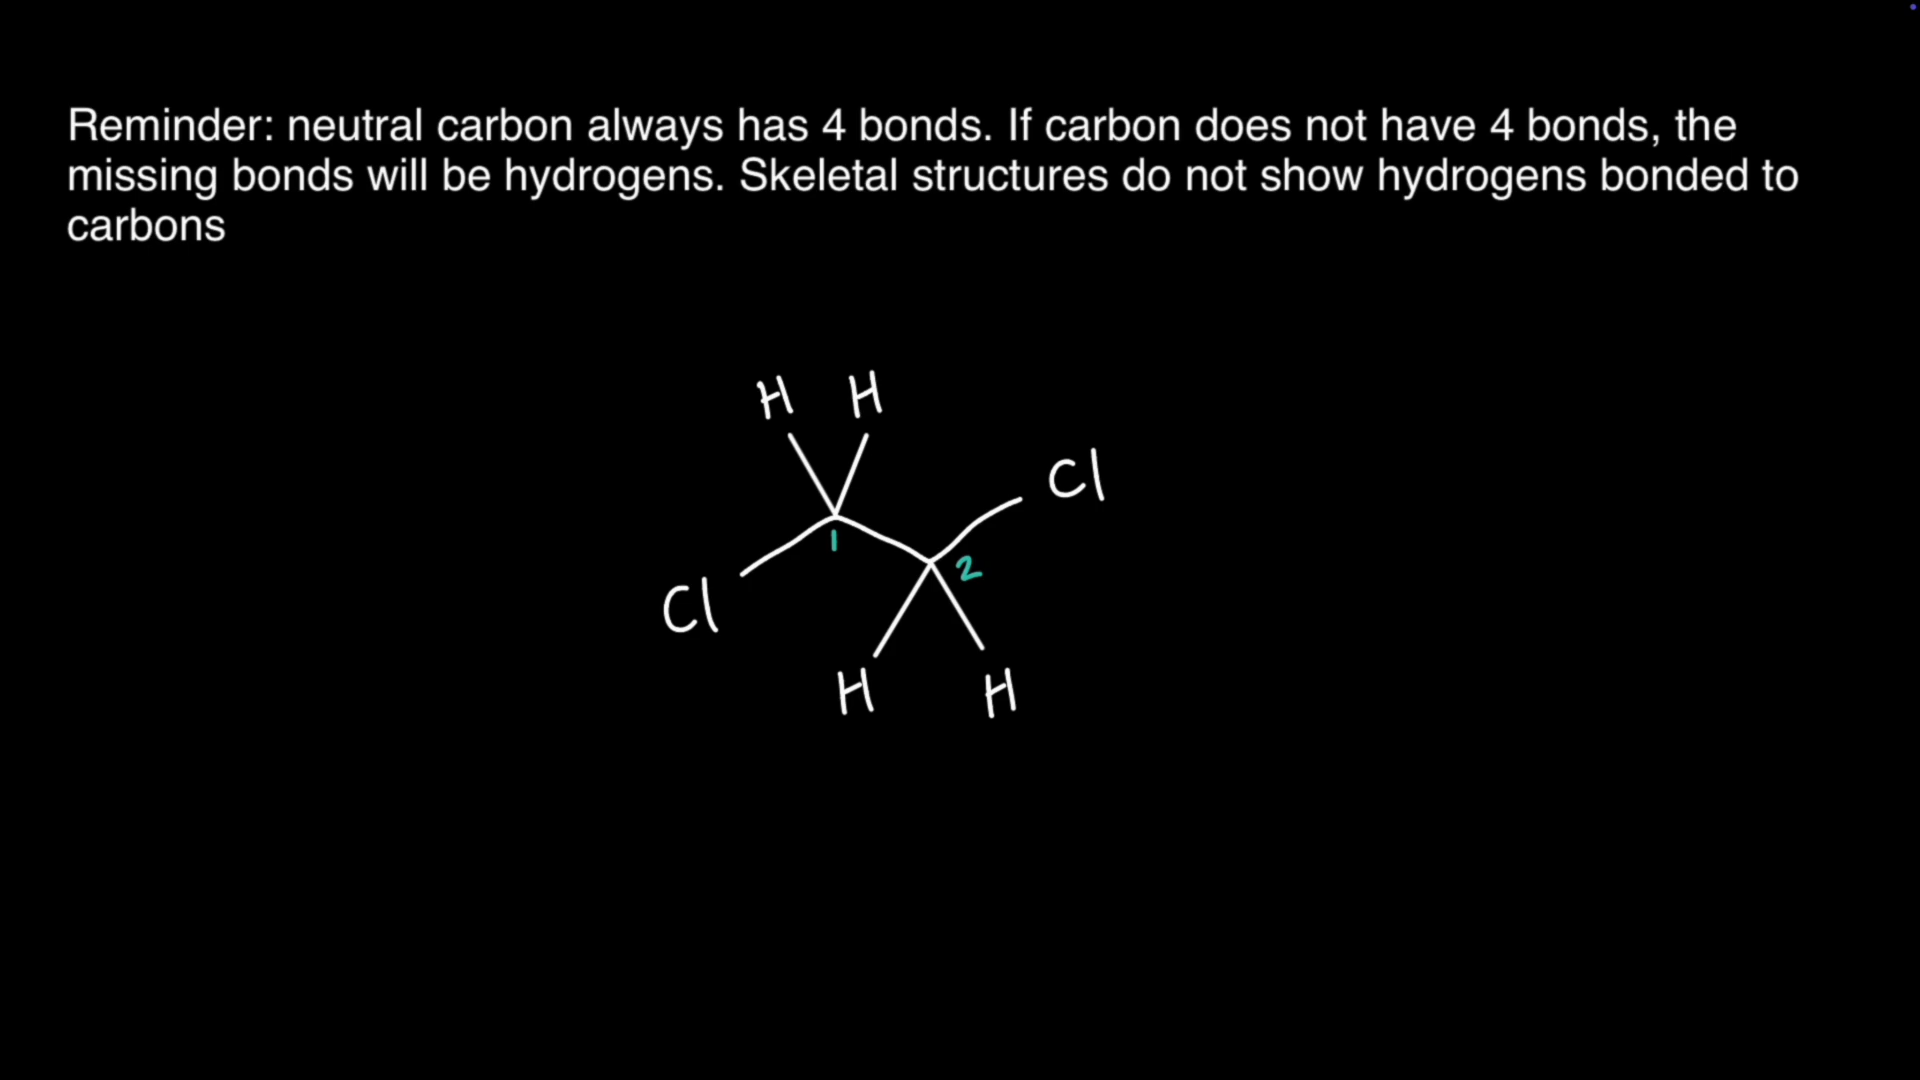 Reminder: neutral carbon always has 4 bonds. If carbon does not have 4 bonds, the
missing bonds will be hydrogens. Skeletal structures do not show hydrogens bonded to
carbons
H H
Cl
1
2
Cl
H H